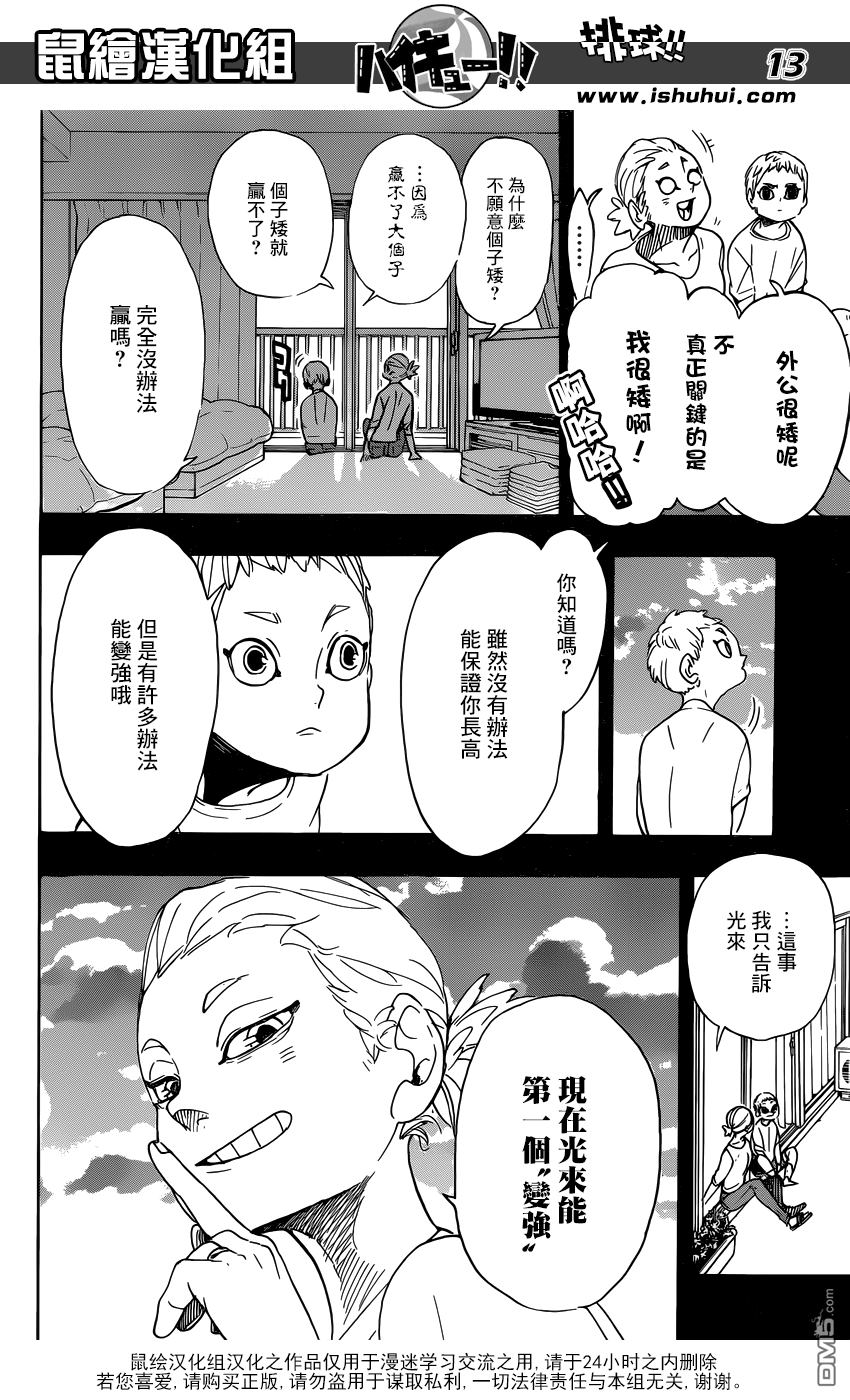 鼠繪漢化組
ハイキュー!!
排球!!
13
www.ishuhui.com
外公很矮呢
真正關鍵的是
不
我很矮啊！
啊哈哈哈!!
……
為什麼
不願意個子矮？
…因為
贏不了大個子
個子矮就
贏不了？
完全沒辦法
贏嗎？
你知道嗎？
雖然沒有辦法
能保證你長高
但是有許多辦法
能變強哦
…這事
我只告訴
光來
現在光來能
第一個〝變強〞
DM5.com
鼠绘汉化组汉化之作品仅用于漫迷学习交流之用, 请于24小时之内删除
若您喜爱, 请购买正版, 请勿盗用于谋取私利, 一切法律责任与本组无关, 谢谢。